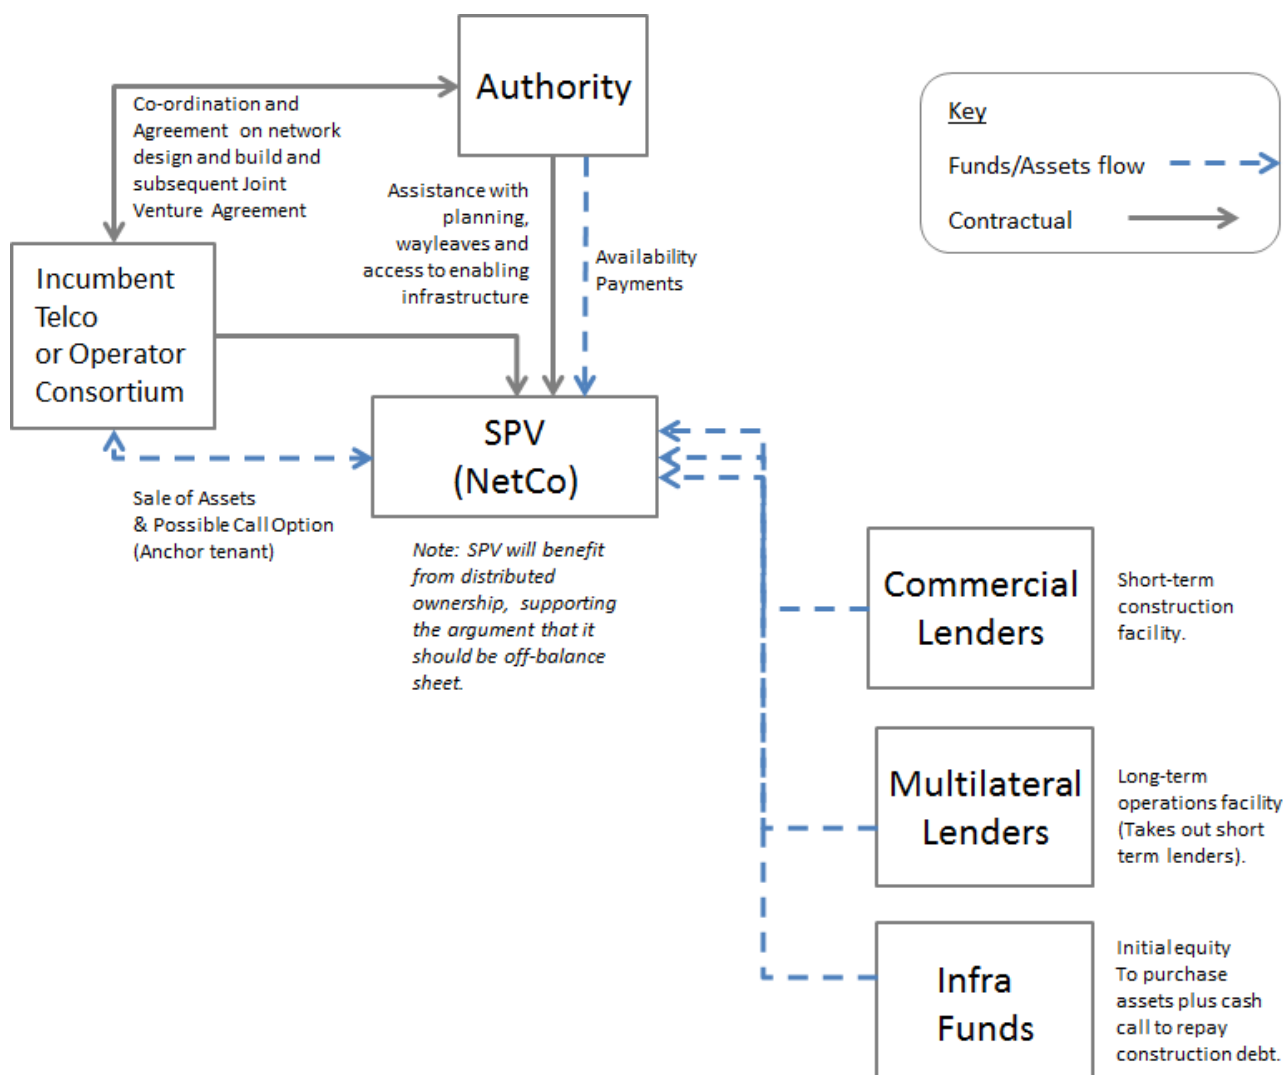 Authority
Key
Funds/Assets flow
Contractual
Co-ordination and
Agreement on network
design and build and
subsequent Joint
Venture Agreement
Assistance with
planning,
wayleaves and
access to enabling
infrastructure
Availability
Payments
Incumbent
Telco
or Operator
Consortium
SPV
(NetCo)
Sale of Assets
& Possible Call Option
(Anchor tenant)
Note: SPV will benefit
from distributed
ownership, supporting
the argument that it
should be off-balance
sheet.
Commercial
Lenders
Short-term
construction
facility.
Multilateral
Lenders
Long-term
operations facility
(Takes out short
term lenders).
Infra
Funds
Initial equity
To purchase
assets plus cash
call to repay
construction debt.